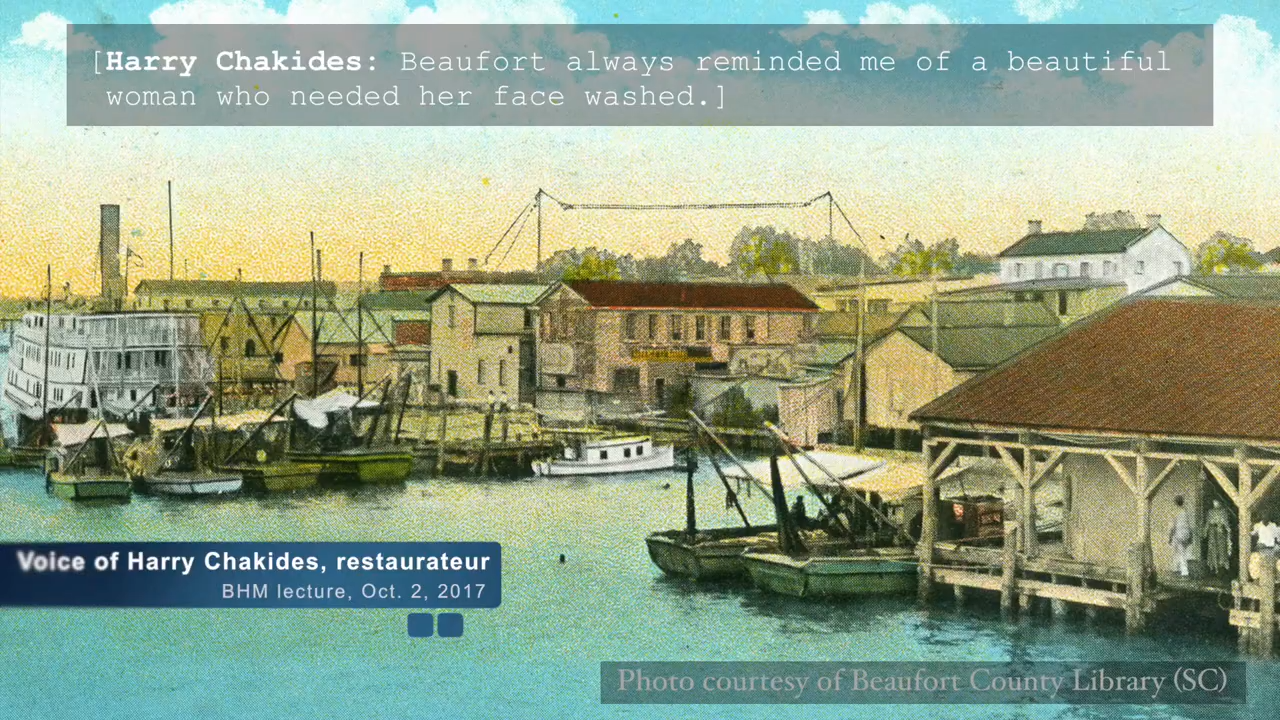 [Harry Chakides: Beaufort always reminded me of a beautiful
woman who needed her face washed.]
Voice of Harry Chakides, restaurateur
BHM lecture, Oct. 2, 2017
Photo courtesy of Beaufort County Library (SC)